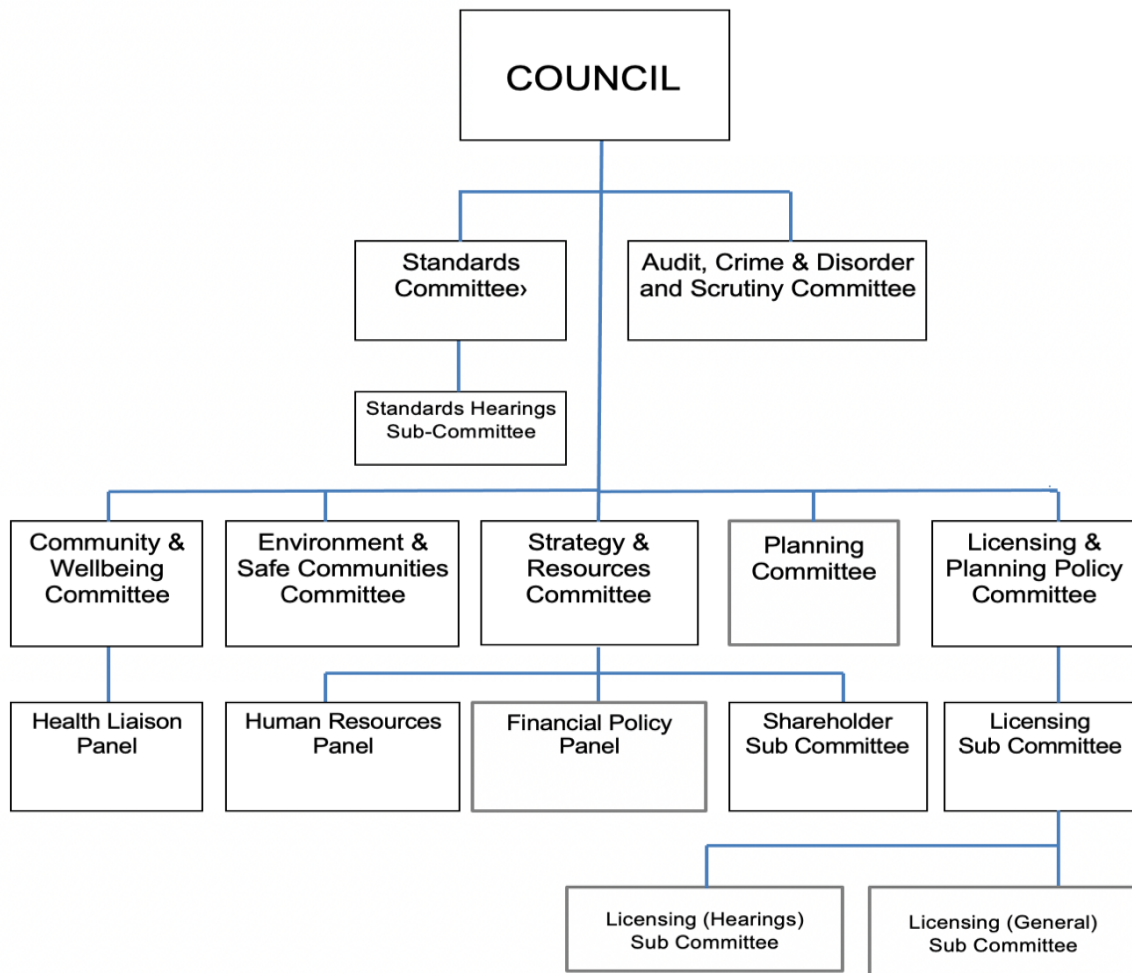 COUNCIL
Standards
Committee›
Audit, Crime & Disorder
and Scrutiny Committee
Standards Hearings
Sub-Committee
Community &
Wellbeing
Committee
Environment &
Safe Communities
Committee
Strategy &
Resources
Committee
Planning
Committee
Licensing &
Planning Policy
Committee
Health Liaison
Panel
Human Resources
Panel
Financial Policy
Panel
Shareholder
Sub Committee
Licensing
Sub Committee
Licensing (Hearings)
Sub Committee
Licensing (General)
Sub Committee